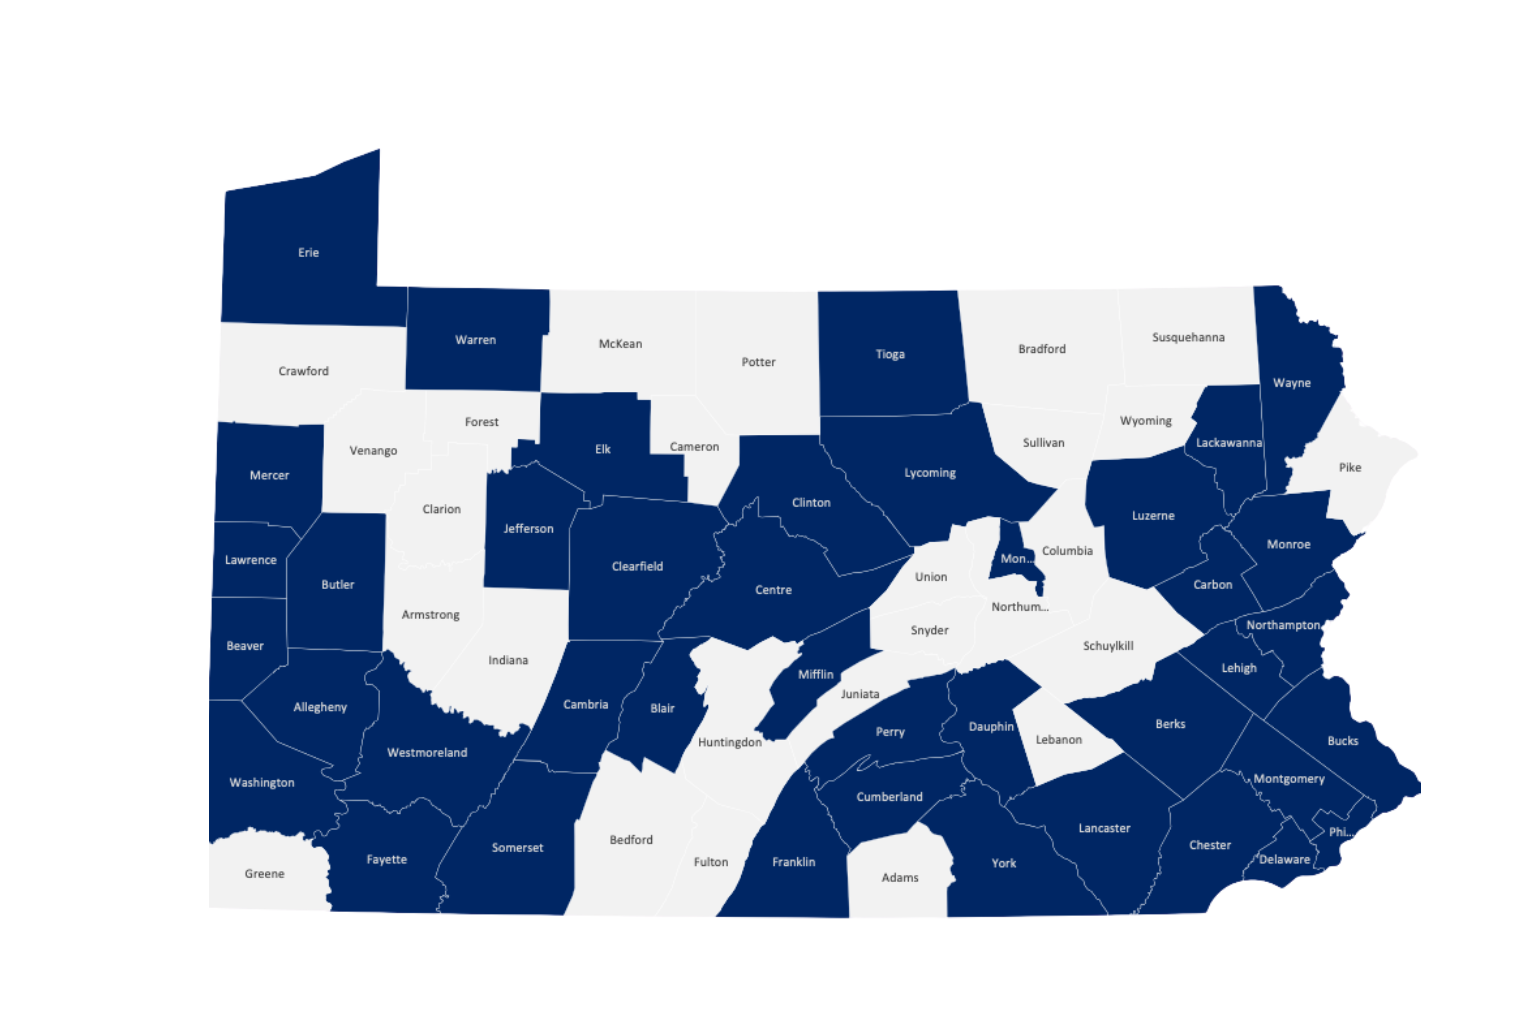 Erie
Warren
McKean
Potter
Tioga
Bradford
Susquehanna
Crawford
Wayne
Forest
Venango
Elk
Cameron
Sullivan
Wyoming
Lackawanna
Pike
Mercer
Clarion
Jefferson
Clinton
Lycoming
Luzerne
Monroe
Lawrence
Butler
Clearfield
Centre
Union
Mon...
Columbia
Carbon
Armstrong
Northum...
Northampton
Beaver
Indiana
Snyder
Schuylkill
Lehigh
Allegheny
Cambria
Blair
Mifflin
Juniata
Westmoreland
Huntingdon
Perry
Dauphin
Lebanon
Berks
Bucks
Washington
Cumberland
Montgomery
Greene
Fayette
Somerset
Bedford
Fulton
Franklin
Adams
York
Lancaster
Chester
Delaware
Phi...